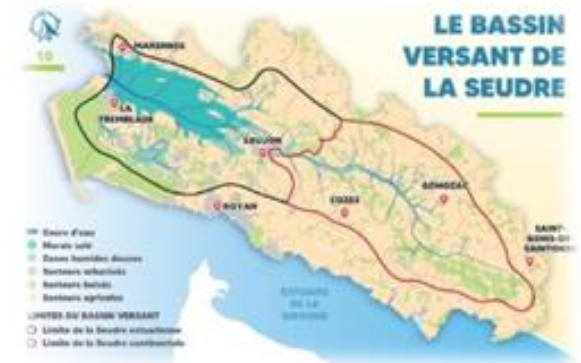 LE BASSIN
VERSANT DE
LA SEUDRE
10
MARENNES
LA
TREMBLADE
SAUJON
ROYAN
COZES
GEMOZAC
SAINT-
GENIS-DE
SAINTONGE
ESTUAIRE
DE LA
GIRONDE
Cours d'eau
Marais salé
Zones humides douces
Secteurs urbanisés
Secteurs boisés
Secteurs agricoles
LIMITES DU BASSIN VERSANT
Limite de la Seudre estuarienne
Limite de la Seudre continentale